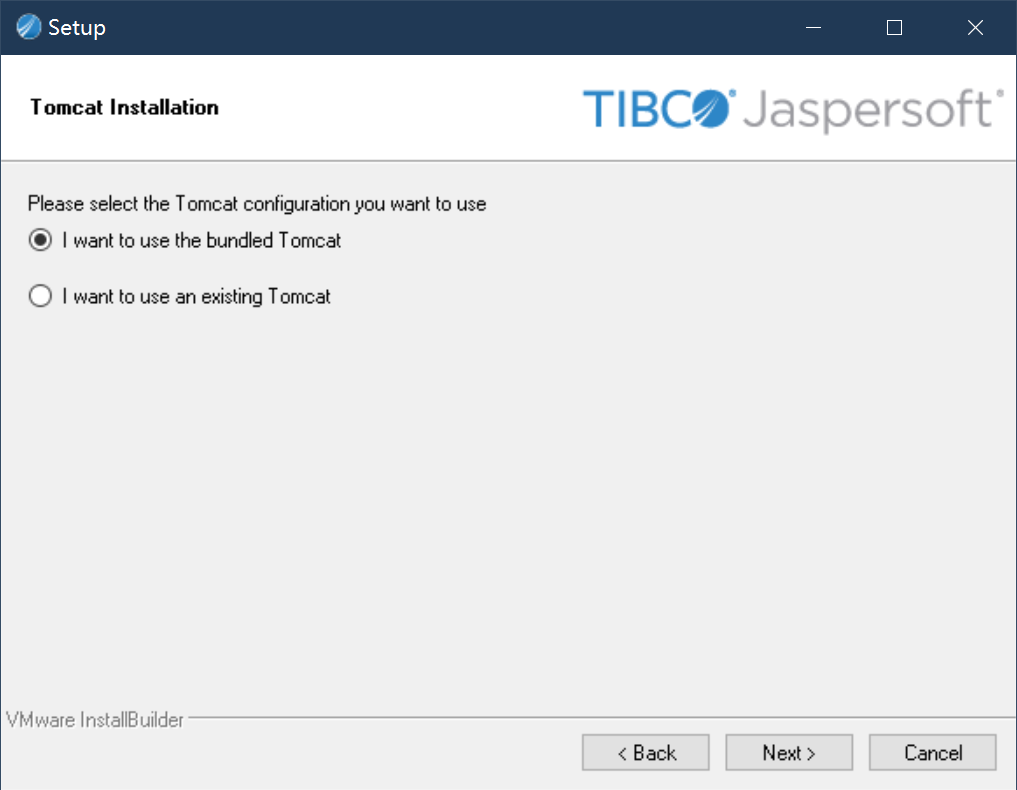 Setup
Tomcat Installation
TIBCO® Jaspersoft®
Please select the Tomcat configuration you want to use
I want to use the bundled Tomcat
I want to use an existing Tomcat
VMware InstallBuilder
< Back Next > Cancel